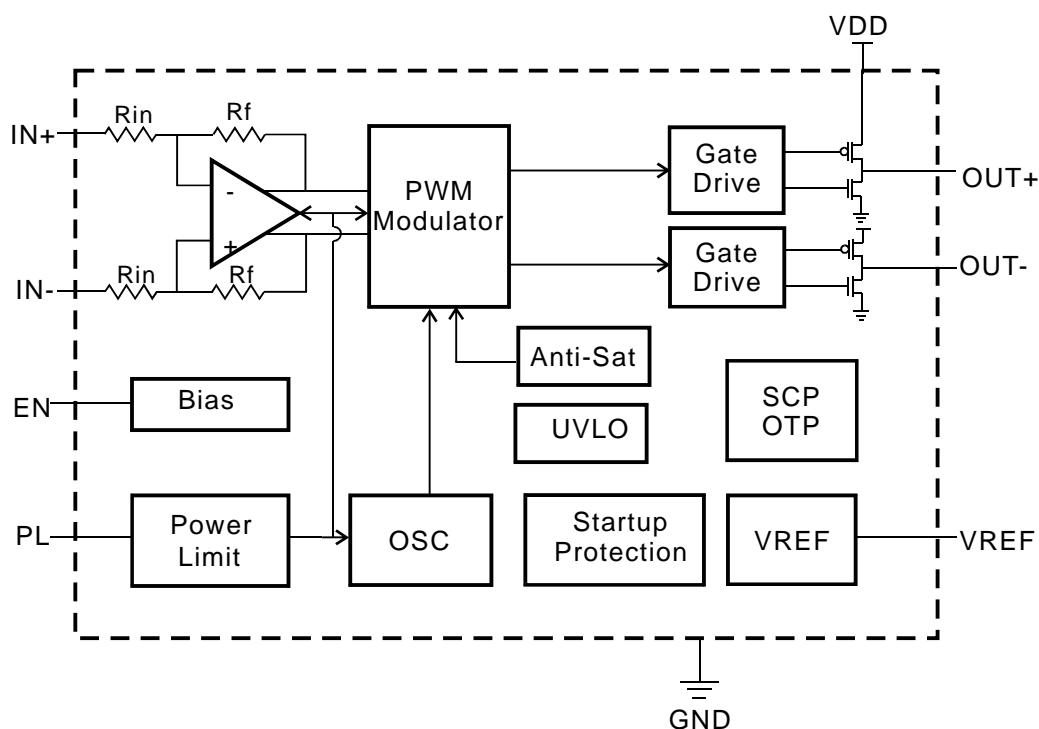 VDD
IN+
Rin
Rf
-
+
PWM
Modulator
Gate
Drive
OUT+
IN-
Rin
Rf
Gate
Drive
OUT-
Anti-Sat
EN
Bias
UVLO
SCP
OTP
PL
Power
Limit
OSC
Startup
Protection
VREF
VREF
GND